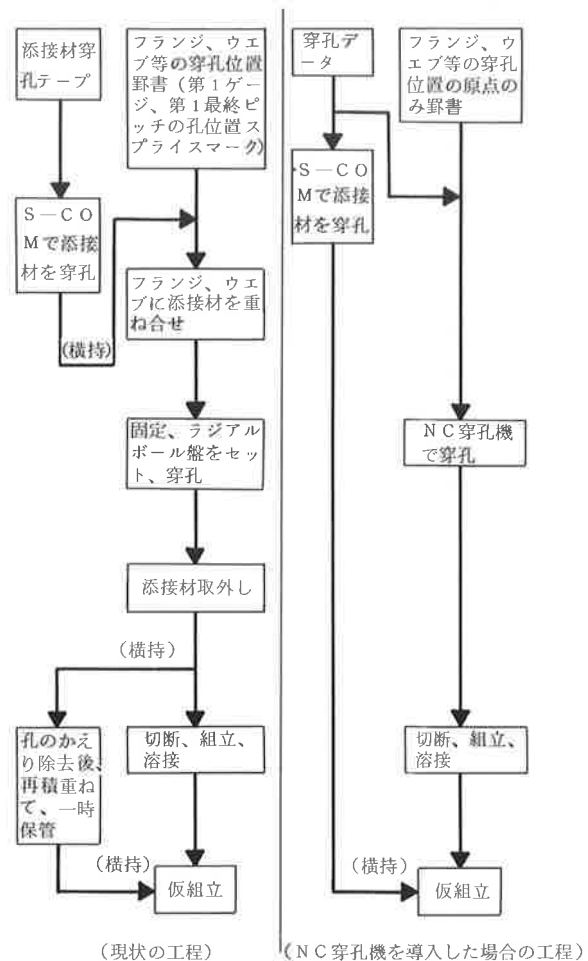 添接材穿
孔テープ
フランジ、ウエ
ブ等の穿孔位置
罫書（第１ゲー
ジ、第１最終ピ
ッチの孔位置ス
プライスマーク）
Ｓ－ＣＯ
Ｍで添接
材を穿孔
（横持）
フランジ、ウエ
ブに添接材を重
ね合せ
固定、ラジアル
ボール盤をセッ
ト、穿孔
添接材取外し
（横持）
孔のかえ
り除去後、
再積重ね
て、一時
保管
切断、組立、
溶接
（横持）
仮組立
（現状の工程）
穿孔デ
ータ
フランジ、ウ
エブ等の穿孔
位置の原点の
み罫書
Ｓ－ＣＯ
Ｍで添接
材を穿孔
ＮＣ穿孔機
で穿孔
切断、組立、
溶接
（横持）
仮組立
（ＮＣ穿孔機を導入した場合の工程）